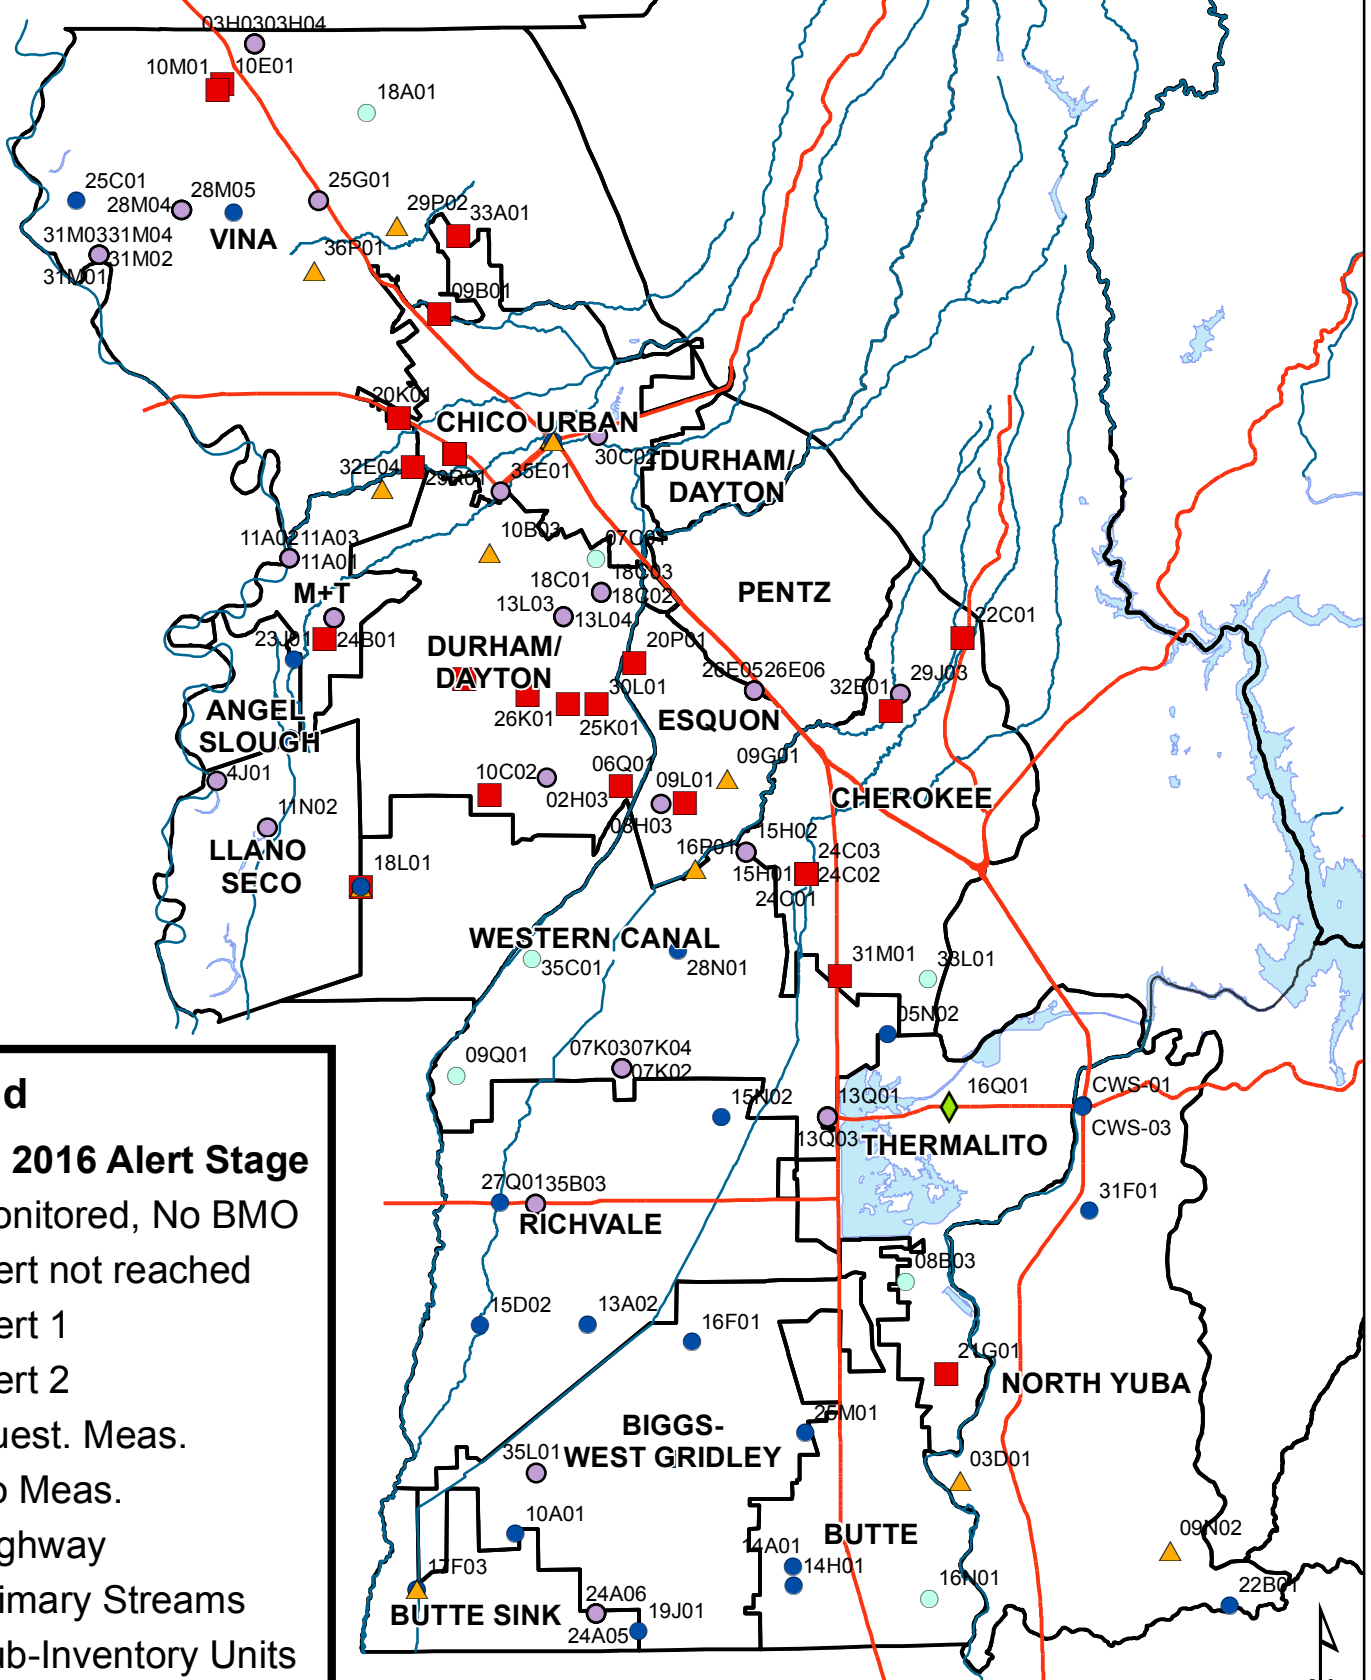 03H0303H04
10M01
10E01
18A01
25C01
28M04
28M05
25G01
29P02
33A01
VINA
31M0331M04
31M02
31M01
36P01
09B01
20K01
CHICO URBAN
30C02
DURHAM/
DAYTON
32E04
29R01
35E01
10B03
07C01
11A0211A03
11A01
18C01
18C03
18C02
M+T
13L03
13L04
PENTZ
22C01
23J01
24B01
DURHAM/
DAYTON
20P01
30L01
26E0526E06
32B01
29J03
26K01
25K01
ESQUON
ANGEL
SLOUGH
4J01
10C02
02H03
06Q01
09L01
09G01
CHEROKEE
11N02
LLANO
SECO
18L01
16P01
15H02
15H01
24C03
24C02
24C01
WESTERN CANAL
35C01
28N01
31M01
05N02
09Q01
07K0307K04
07K02
15N02
13Q01
13Q03
16Q01
CWS-01
CWS-03
THERMALITO
27Q01
35B03
RICHVALE
31F01
08B03
15D02
13A02
16F01
21G01
NORTH YUBA
25M01
BIGGS-
WEST GRIDLEY
35L01
03D01
10A01
BUTTE
09N02
14A01
14H01
17F03
16N01
22B01
BUTTE SINK
24A06
24A05
19J01
d
2016 Alert Stage
onitored, No BMO
ert not reached
ert 1
ert 2
uest. Meas.
o Meas.
ghway
imary Streams
ub-Inventory Units